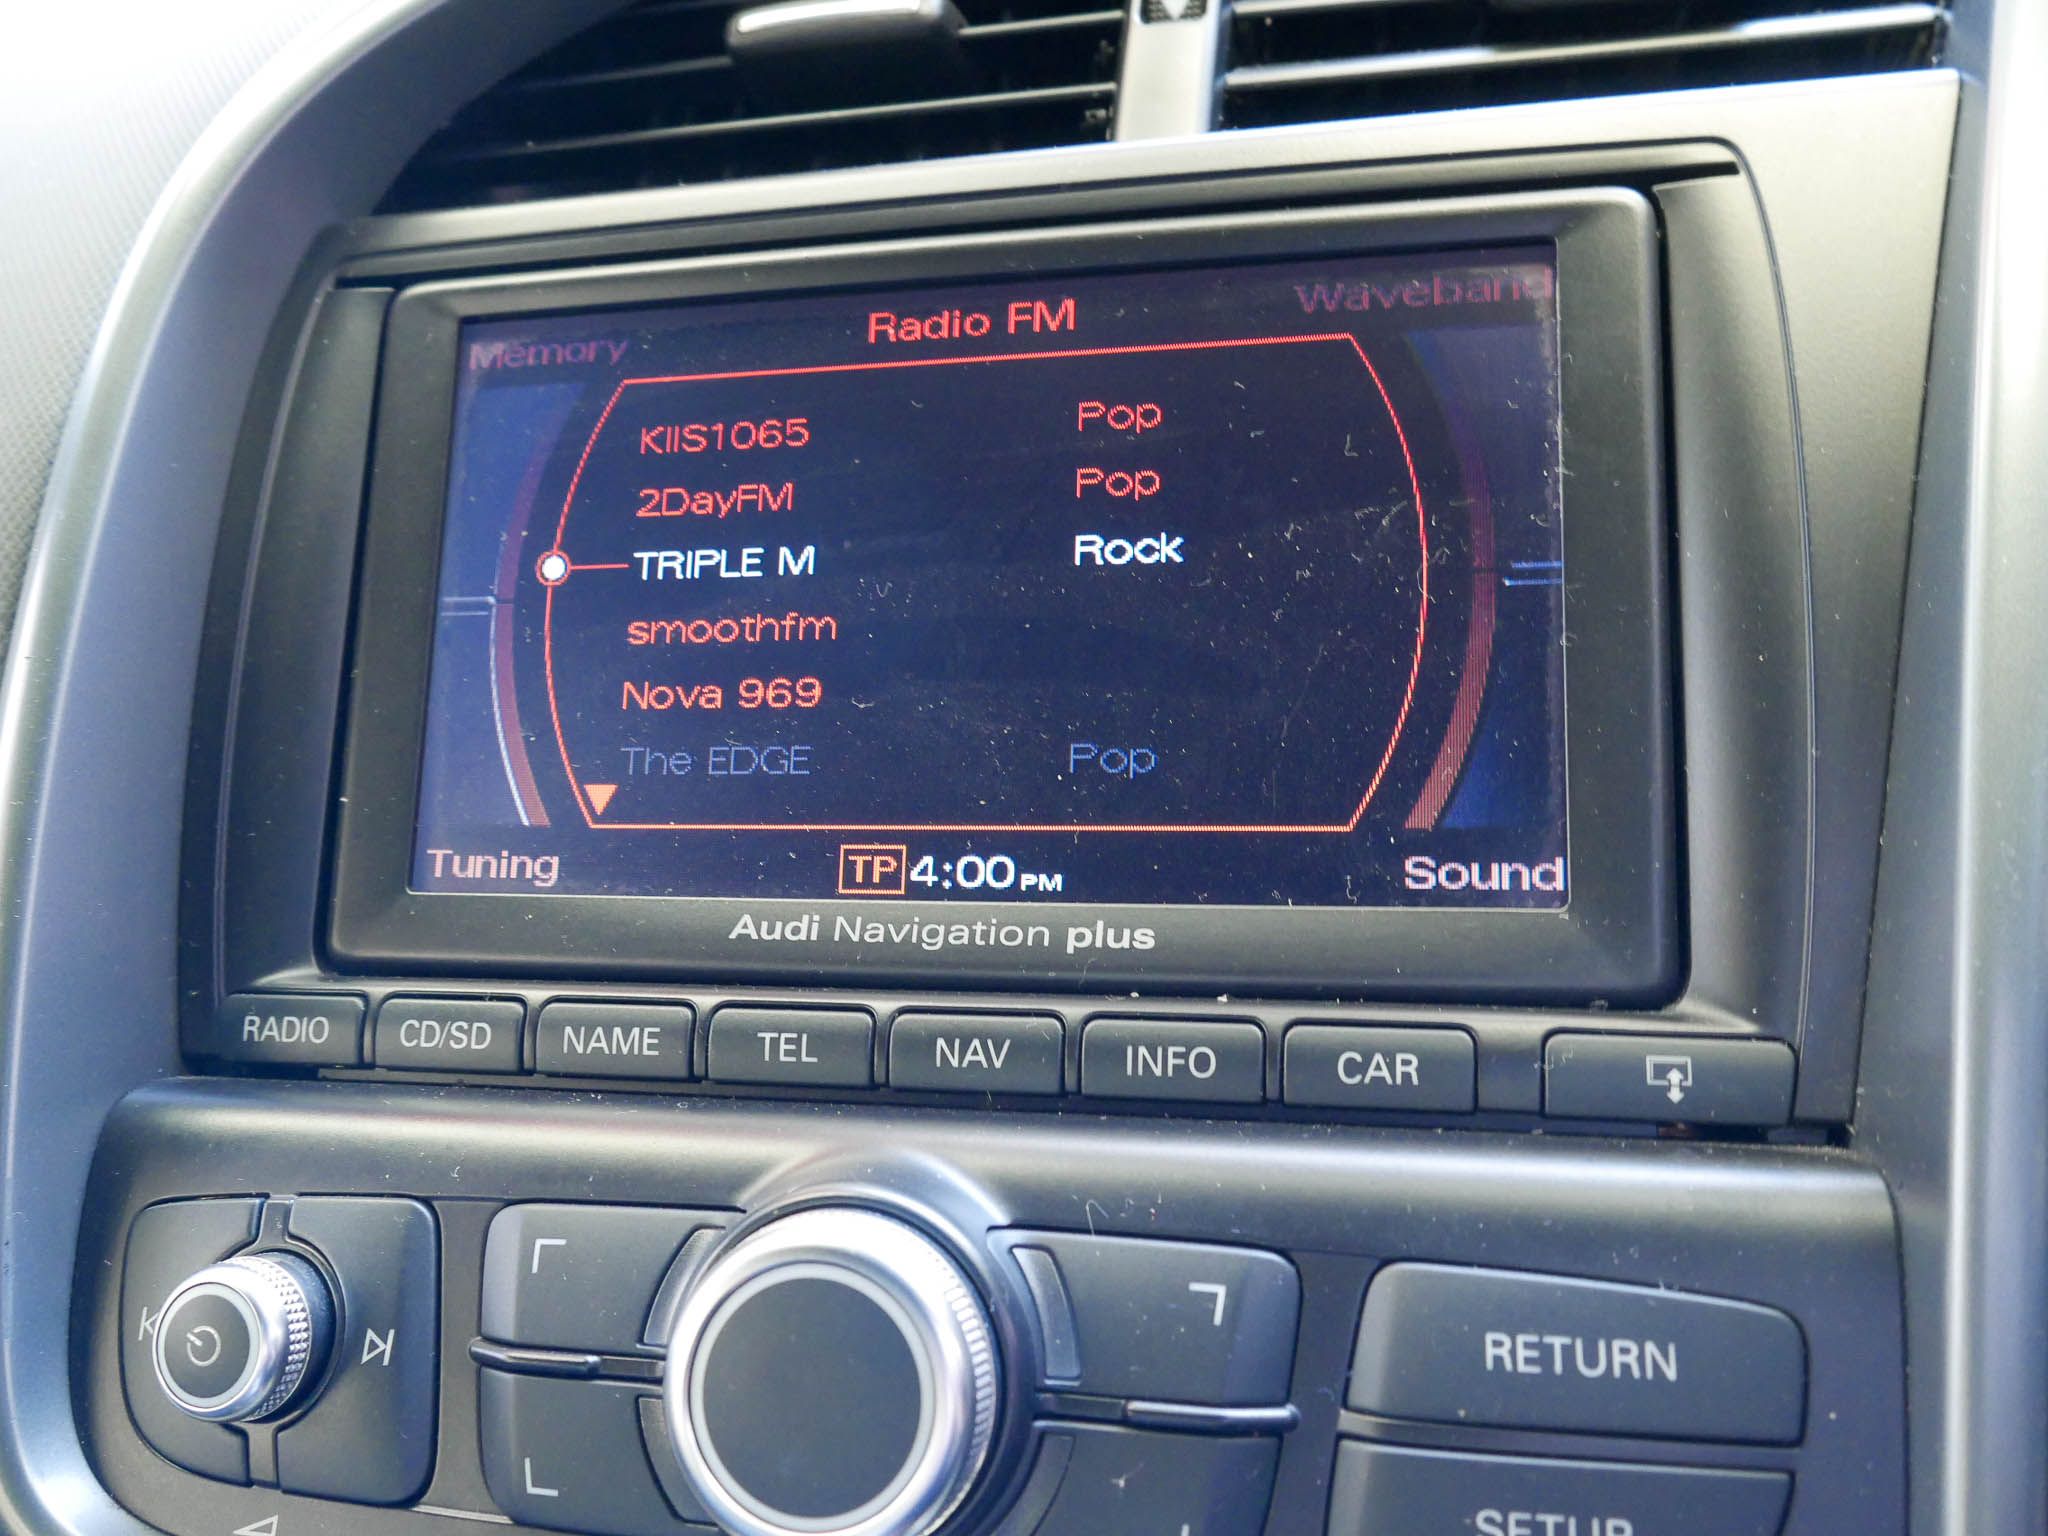 Memory
Radio FM
Waveband
KIIS1065 Pop
2DayFM Pop
TRIPLE M Rock
smoothfm
Nova 969
The EDGE Pop
Tuning
TP 4:00 PM
Sound
Audi Navigation plus
RADIO CD/SD NAME TEL NAV INFO CAR
RETURN
SETUP